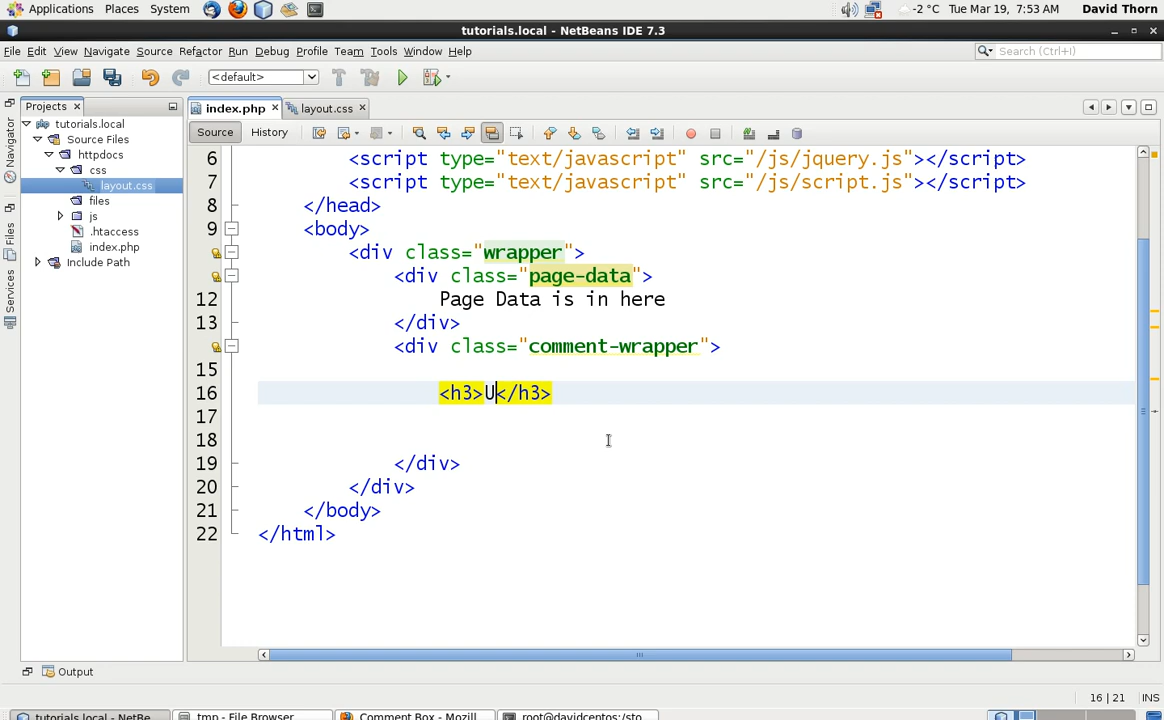 Applications Places System -2 °C Tue Mar 19, 7:53 AM David Thorn
tutorials.local - NetBeans IDE 7.3
File Edit View Navigate Source Refactor Run Debug Profile Team Tools Window Help Search (Ctrl+I)
<default>
Projects index.php layout.css
Source History
Navigator
Files
Services
tutorials.local
Source Files
httpdocs
css
layout.css
files
js
.htaccess
index.php
Include Path
6 <script type="text/javascript" src="/js/jquery.js"></script>
7 <script type="text/javascript" src="/js/script.js"></script>
8 </head>
9 <body>
<div class="wrapper">
<div class="page-data">
12 Page Data is in here
13 </div>
<div class="comment-wrapper">
15
16 <h3>U</h3>
17
18
19 </div>
20 </div>
21 </body>
22 </html>
Output
16 | 21 INS
tutorials.local - NetBe... tmp - File Browser Comment Box - Mozill... root@davidcentos:/sto...